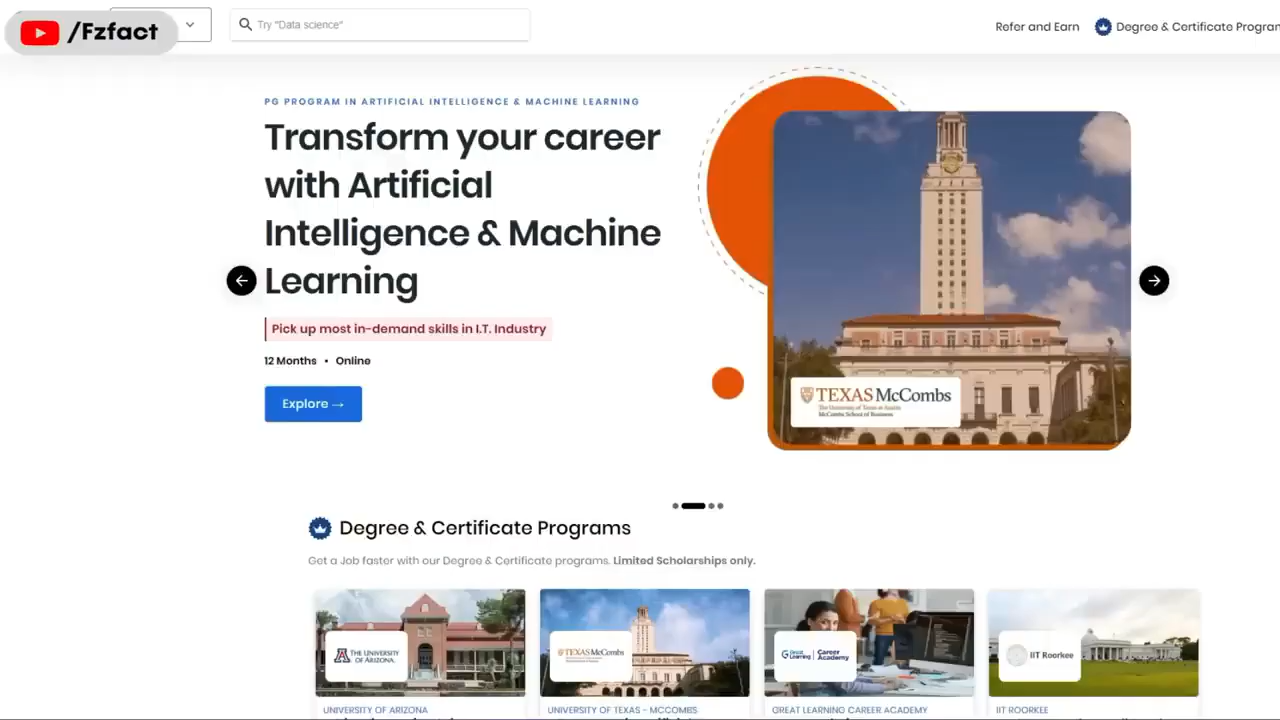 /Fzfact
Try "Data science"
Refer and Earn
Degree & Certificate Program
PG PROGRAM IN ARTIFICIAL INTELLIGENCE & MACHINE LEARNING
Transform your career
with Artificial
Intelligence & Machine
Learning
Pick up most in-demand skills in I.T. Industry
12 Months • Online
Explore →
TEXAS McCombs
The University of Texas at Austin
McCombs School of Business
Degree & Certificate Programs
Get a Job faster with our Degree & Certificate programs. Limited Scholarships only.
THE UNIVERSITY
OF ARIZONA
TEXAS McCombs
Great Learning
Career Academy
IIT Roorkee
UNIVERSITY OF ARIZONA
UNIVERSITY OF TEXAS - MCCOMBS
GREAT LEARNING CAREER ACADEMY
IIT ROORKEE